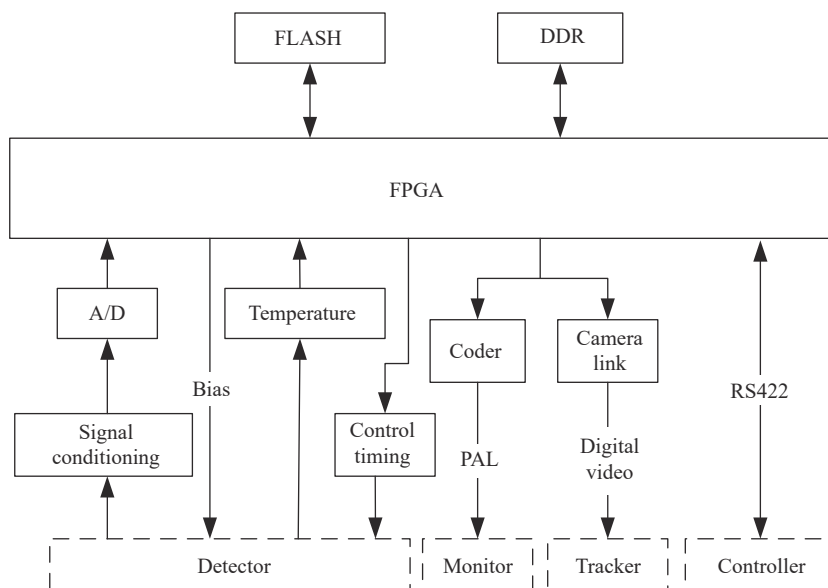 FLASH
DDR
FPGA
A/D
Temperature
Coder
Camera
link
Bias
RS422
Signal
conditioning
Control
timing
PAL
Digital
video
Detector
Monitor
Tracker
Controller